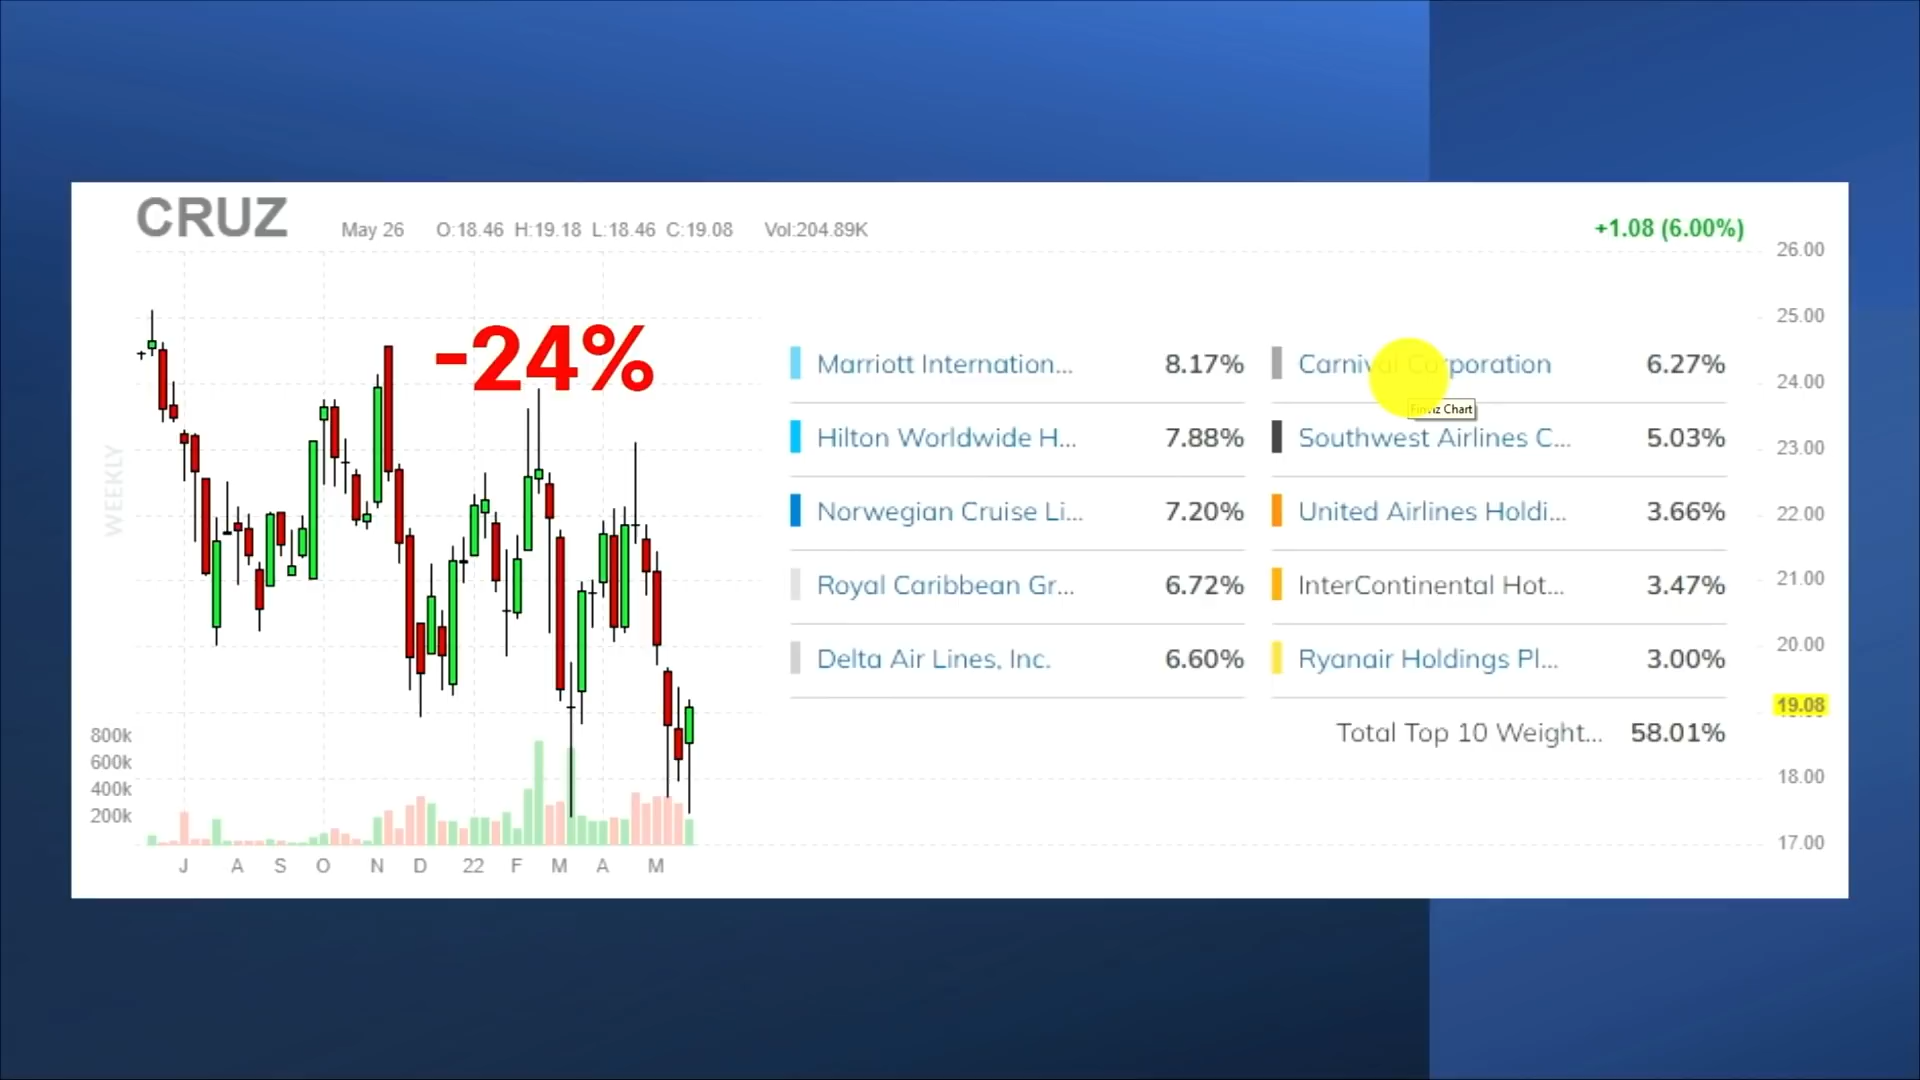 CRUZ
May 26 O:18.46 H:19.18 L:18.46 C:19.08 Vol:204.89K
+1.08 (6.00%)
-24%
WEEKLY
26.00
25.00
24.00
23.00
22.00
21.00
20.00
19.08
18.00
17.00
Marriott Internation... 8.17%
Hilton Worldwide H... 7.88%
Norwegian Cruise Li... 7.20%
Royal Caribbean Gr... 6.72%
Delta Air Lines, Inc. 6.60%
Carnival Corporation 6.27%
Finviz Chart
Southwest Airlines C... 5.03%
United Airlines Holdi... 3.66%
InterContinental Hot... 3.47%
Ryanair Holdings Pl... 3.00%
Total Top 10 Weight... 58.01%
800k
600k
400k
200k
J A S O N D 22 F M A M